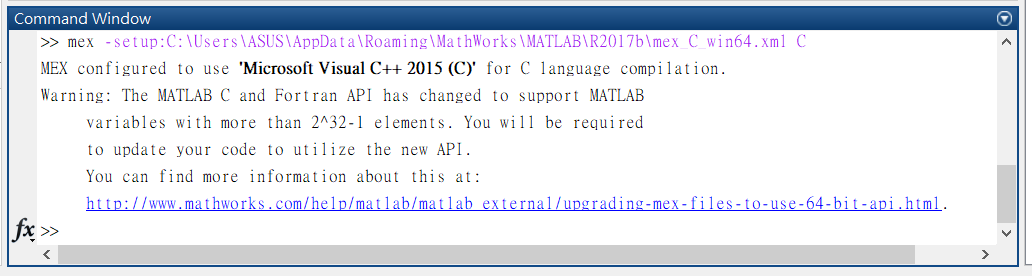 Command Window
>> mex -setup:C:\Users\ASUS\AppData\Roaming\MathWorks\MATLAB\R2017b\mex_C_win64.xml C
MEX configured to use 'Microsoft Visual C++ 2015 (C)' for C language compilation.
Warning: The MATLAB C and Fortran API has changed to support MATLAB
variables with more than 2^32-1 elements. You will be required
to update your code to utilize the new API.
You can find more information about this at:
http://www.mathworks.com/help/matlab/matlab_external/upgrading-mex-files-to-use-64-bit-api.html.
fx >>